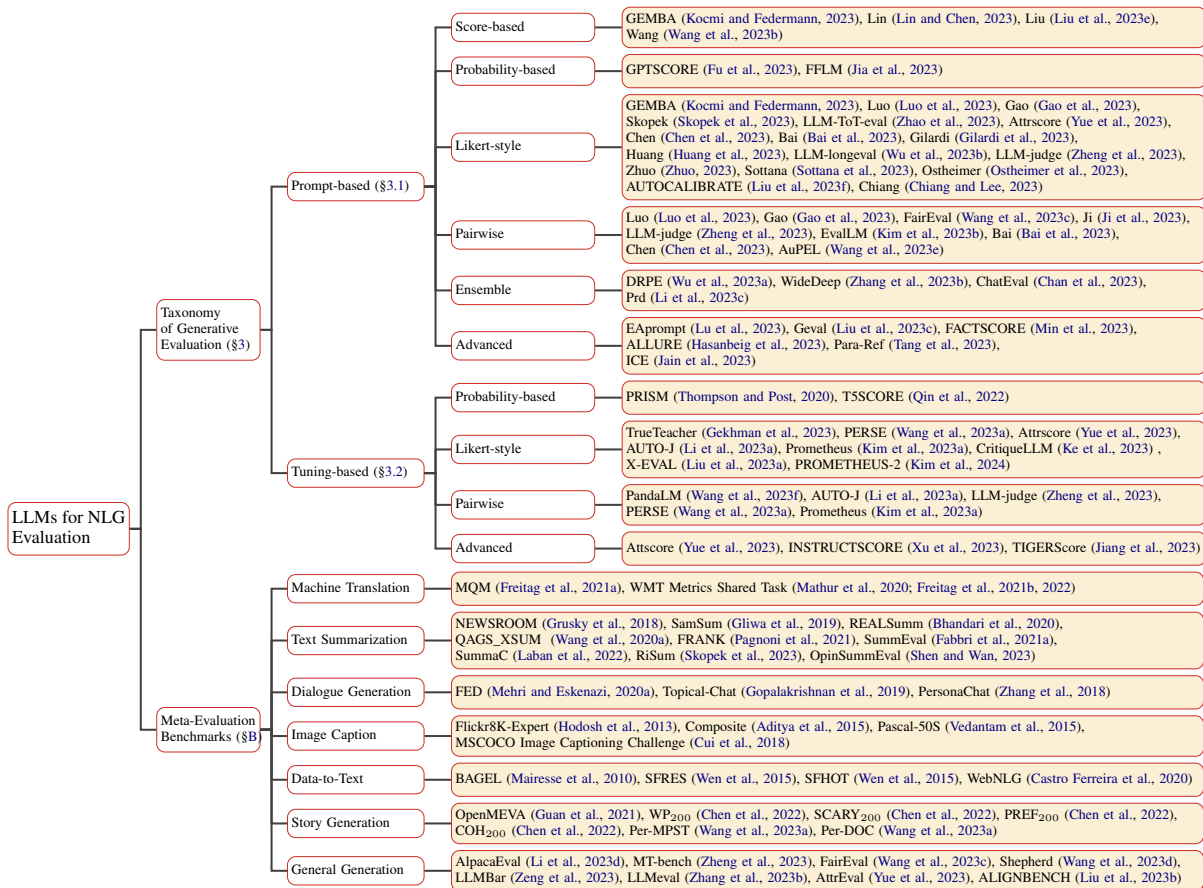 LLMs for NLG
Evaluation
Taxonomy
of Generative
Evaluation (§3)
Prompt-based (§3.1)
Score-based
GEMBA (Kocmi and Federmann, 2023), Lin (Lin and Chen, 2023), Liu (Liu et al., 2023e),
Wang (Wang et al., 2023b)
Probability-based
GPTSCORE (Fu et al., 2023), FFLM (Jia et al., 2023)
Likert-style
GEMBA (Kocmi and Federmann, 2023), Luo (Luo et al., 2023), Gao (Gao et al., 2023),
Skopek (Skopek et al., 2023), LLM-ToT-eval (Zhao et al., 2023), Attrscore (Yue et al., 2023),
Chen (Chen et al., 2023), Bai (Bai et al., 2023), Gilardi (Gilardi et al., 2023),
Huang (Huang et al., 2023), LLM-longeval (Wu et al., 2023b), LLM-judge (Zheng et al., 2023),
Zhuo (Zhuo, 2023), Sottana (Sottana et al., 2023), Ostheimer (Ostheimer et al., 2023),
AUTOCALIBRATE (Liu et al., 2023f), Chiang (Chiang and Lee, 2023)
Pairwise
Luo (Luo et al., 2023), Gao (Gao et al., 2023), FairEval (Wang et al., 2023c), Ji (Ji et al., 2023),
LLM-judge (Zheng et al., 2023), EvalLM (Kim et al., 2023b), Bai (Bai et al., 2023),
Chen (Chen et al., 2023), AuPEL (Wang et al., 2023e)
Ensemble
DRPE (Wu et al., 2023a), WideDeep (Zhang et al., 2023b), ChatEval (Chan et al., 2023),
Prd (Li et al., 2023c)
Advanced
EAprompt (Lu et al., 2023), Geval (Liu et al., 2023c), FACTSCORE (Min et al., 2023),
ALLURE (Hasanbeig et al., 2023), Para-Ref (Tang et al., 2023),
ICE (Jain et al., 2023)
Tuning-based (§3.2)
Probability-based
PRISM (Thompson and Post, 2020), T5SCORE (Qin et al., 2022)
Likert-style
TrueTeacher (Gekhman et al., 2023), PERSE (Wang et al., 2023a), Attrscore (Yue et al., 2023),
AUTO-J (Li et al., 2023a), Prometheus (Kim et al., 2023a), CritiqueLLM (Ke et al., 2023) ,
X-EVAL (Liu et al., 2023a), PROMETHEUS-2 (Kim et al., 2024)
Pairwise
PandaLM (Wang et al., 2023f), AUTO-J (Li et al., 2023a), LLM-judge (Zheng et al., 2023),
PERSE (Wang et al., 2023a), Prometheus (Kim et al., 2023a)
Advanced
Attscore (Yue et al., 2023), INSTRUCTSCORE (Xu et al., 2023), TIGERScore (Jiang et al., 2023)
Meta-Evaluation
Benchmarks (§B)
Machine Translation
MQM (Freitag et al., 2021a), WMT Metrics Shared Task (Mathur et al., 2020; Freitag et al., 2021b, 2022)
Text Summarization
NEWSROOM (Grusky et al., 2018), SamSum (Gliwa et al., 2019), REALSumm (Bhandari et al., 2020),
QAGS_XSUM (Wang et al., 2020a), FRANK (Pagnoni et al., 2021), SummEval (Fabbri et al., 2021a),
SummaC (Laban et al., 2022), RiSum (Skopek et al., 2023), OpinSummEval (Shen and Wan, 2023)
Dialogue Generation
FED (Mehri and Eskenazi, 2020a), Topical-Chat (Gopalakrishnan et al., 2019), PersonaChat (Zhang et al., 2018)
Image Caption
Flickr8K-Expert (Hodosh et al., 2013), Composite (Aditya et al., 2015), Pascal-50S (Vedantam et al., 2015),
MSCOCO Image Captioning Challenge (Cui et al., 2018)
Data-to-Text
BAGEL (Mairesse et al., 2010), SFRES (Wen et al., 2015), SFHOT (Wen et al., 2015), WebNLG (Castro Ferreira et al., 2020)
Story Generation
OpenMEVA (Guan et al., 2021), WP200 (Chen et al., 2022), SCARY200 (Chen et al., 2022), PREF200 (Chen et al., 2022),
COH200 (Chen et al., 2022), Per-MPST (Wang et al., 2023a), Per-DOC (Wang et al., 2023a)
General Generation
AlpacaEval (Li et al., 2023d), MT-bench (Zheng et al., 2023), FairEval (Wang et al., 2023c), Shepherd (Wang et al., 2023d),
LLMBar (Zeng et al., 2023), LLMeval (Zhang et al., 2023b), AttrEval (Yue et al., 2023), ALIGNBENCH (Liu et al., 2023b)